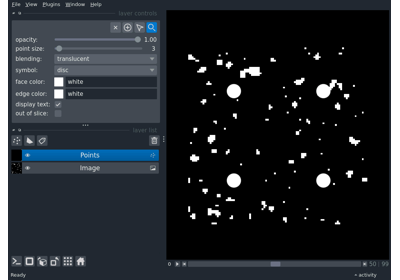 File View Plugins Window Help
layer controls
opacity: 1.00
point size: 3
blending: translucent
symbol: disc
face color: white
edge color: white
display text:
out of slice:
layer list
Points
Image
50 99
Ready
activity